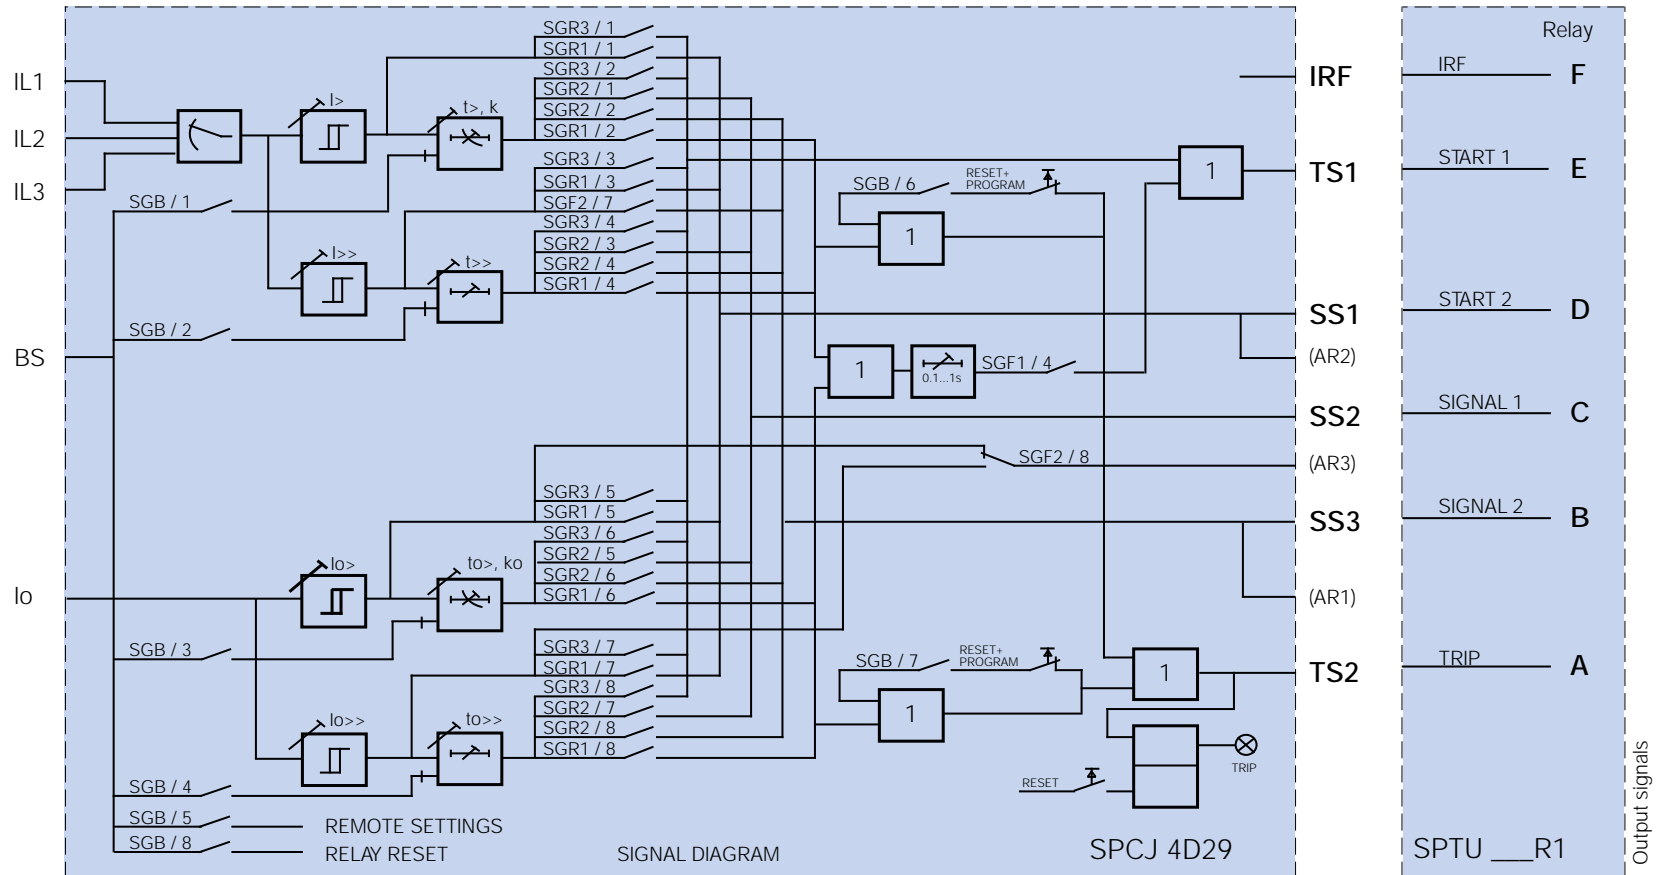 IL1
IL2
IL3
BS
Io
SGB / 1
SGB / 2
SGB / 3
SGB / 4
SGB / 5
SGB / 8
REMOTE SETTINGS
RELAY RESET
I>
t>, k
I>>
t>>
Io>
to>, ko
Io>>
to>>
SGR3 / 1
SGR1 / 1
SGR3 / 2
SGR2 / 1
SGR2 / 2
SGR1 / 2
SGR3 / 3
SGR1 / 3
SGF2 / 7
SGR3 / 4
SGR2 / 3
SGR2 / 4
SGR1 / 4
SGR3 / 5
SGR1 / 5
SGR3 / 6
SGR2 / 5
SGR2 / 6
SGR1 / 6
SGR3 / 7
SGR1 / 7
SGR3 / 8
SGR2 / 7
SGR2 / 8
SGR1 / 8
SGB / 6
RESET+
PROGRAM
1
1
1
0.1...1s
SGF1 / 4
SGF2 / 8
SGB / 7
RESET+
PROGRAM
1
1
RESET
TRIP
SIGNAL DIAGRAM
SPCJ 4D29
IRF
TS1
SS1
(AR2)
SS2
(AR3)
SS3
(AR1)
TS2
Relay
IRF F
START 1 E
START 2 D
SIGNAL 1 C
SIGNAL 2 B
TRIP A
SPTU ___R1
Output signals